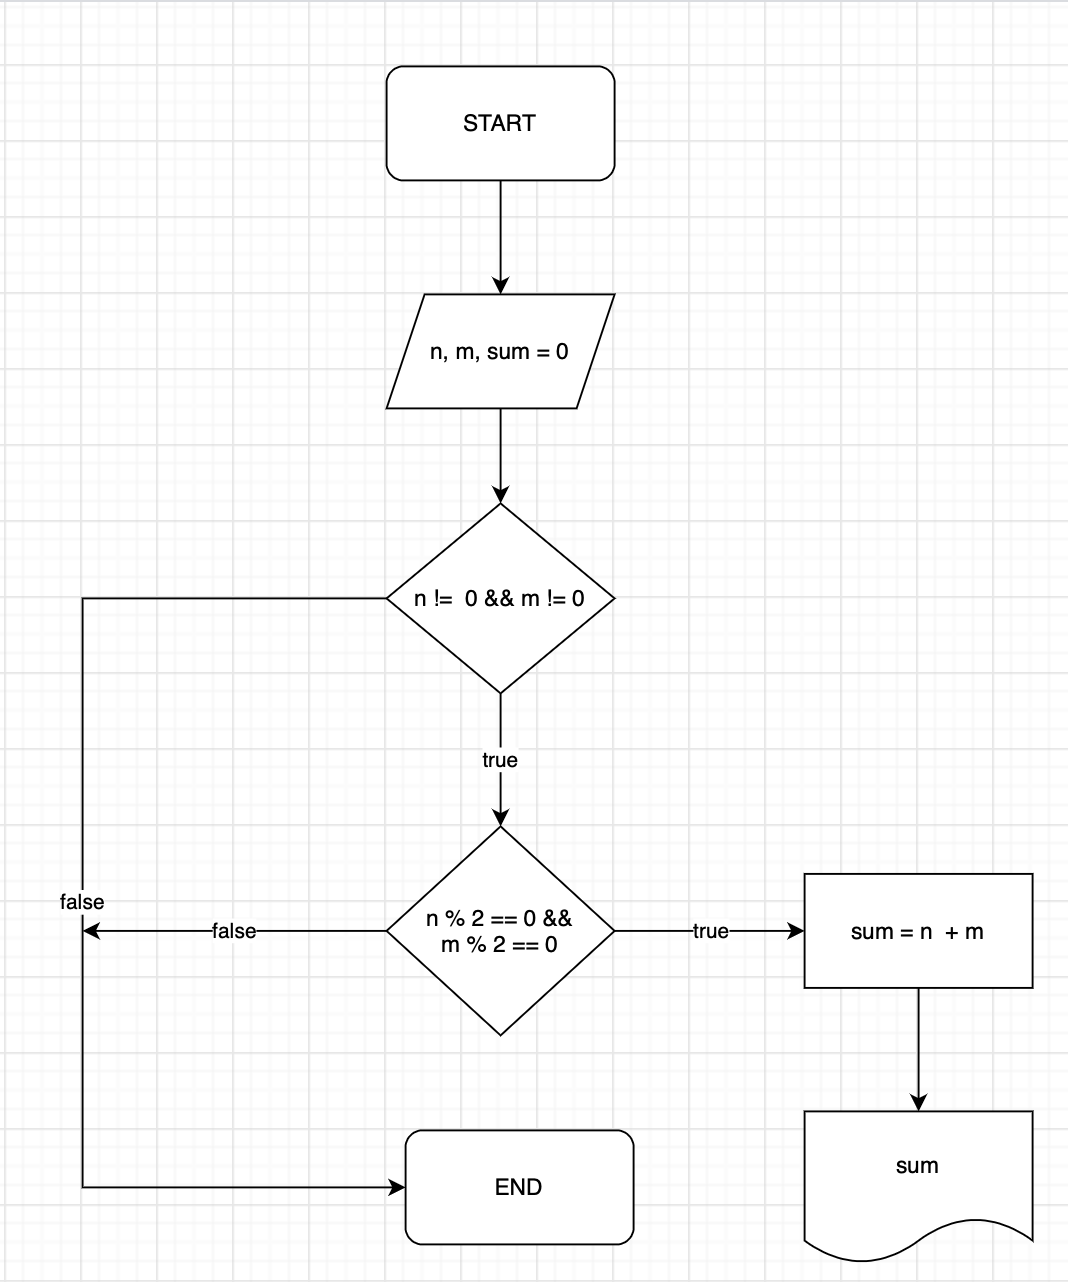 START
n, m, sum = 0
n !=  0 && m != 0
true
false
n % 2 == 0 &&
m % 2 == 0
false
true
sum = n  + m
sum
END